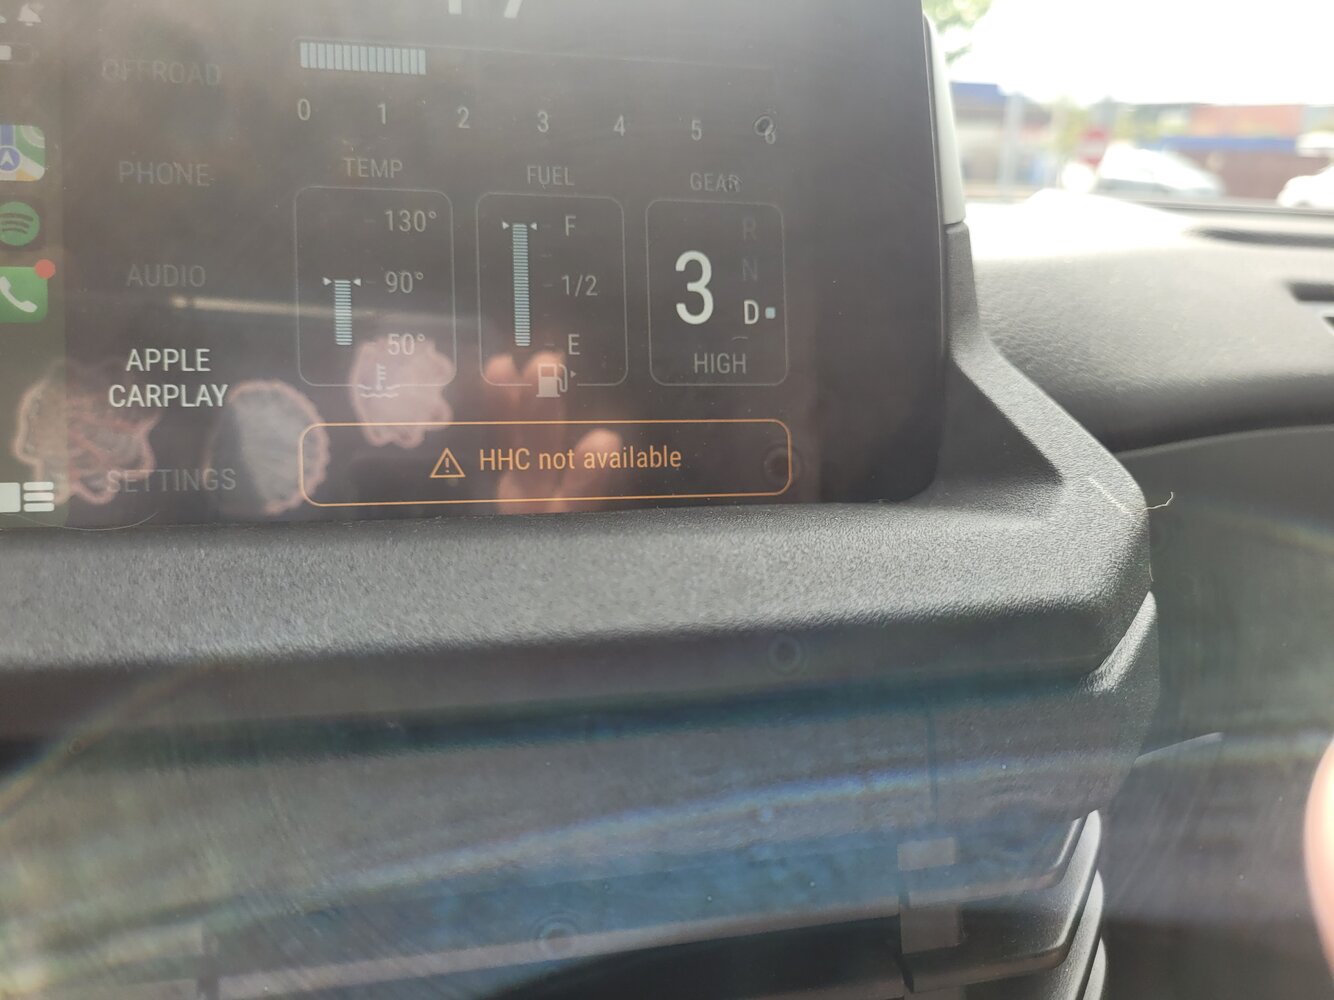 OFFROAD
0 1 2 3 4 5 6
PHONE
TEMP
130°
90°
50°
FUEL
F
1/2
E
GEAR
R
N
3
D
HIGH
AUDIO
APPLE
CARPLAY
SETTINGS
HHC not available